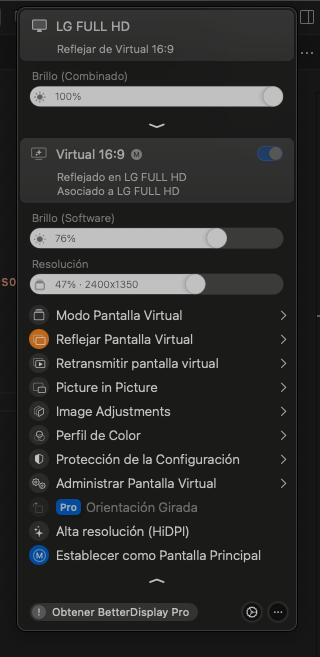 LG FULL HD
Reflejar de Virtual 16:9
Brillo (Combinado)
100%
Virtual 16:9 M
Reflejado en LG FULL HD
Asociado a LG FULL HD
Brillo (Software)
76%
Resolución
47% · 2400x1350
so
Modo Pantalla Virtual
Reflejar Pantalla Virtual
Retransmitir pantalla virtual
Picture in Picture
Image Adjustments
Perfil de Color
Protección de la Configuración
Administrar Pantalla Virtual
Pro Orientación Girada
Alta resolución (HiDPI)
M Establecer como Pantalla Principal
! Obtener BetterDisplay Pro